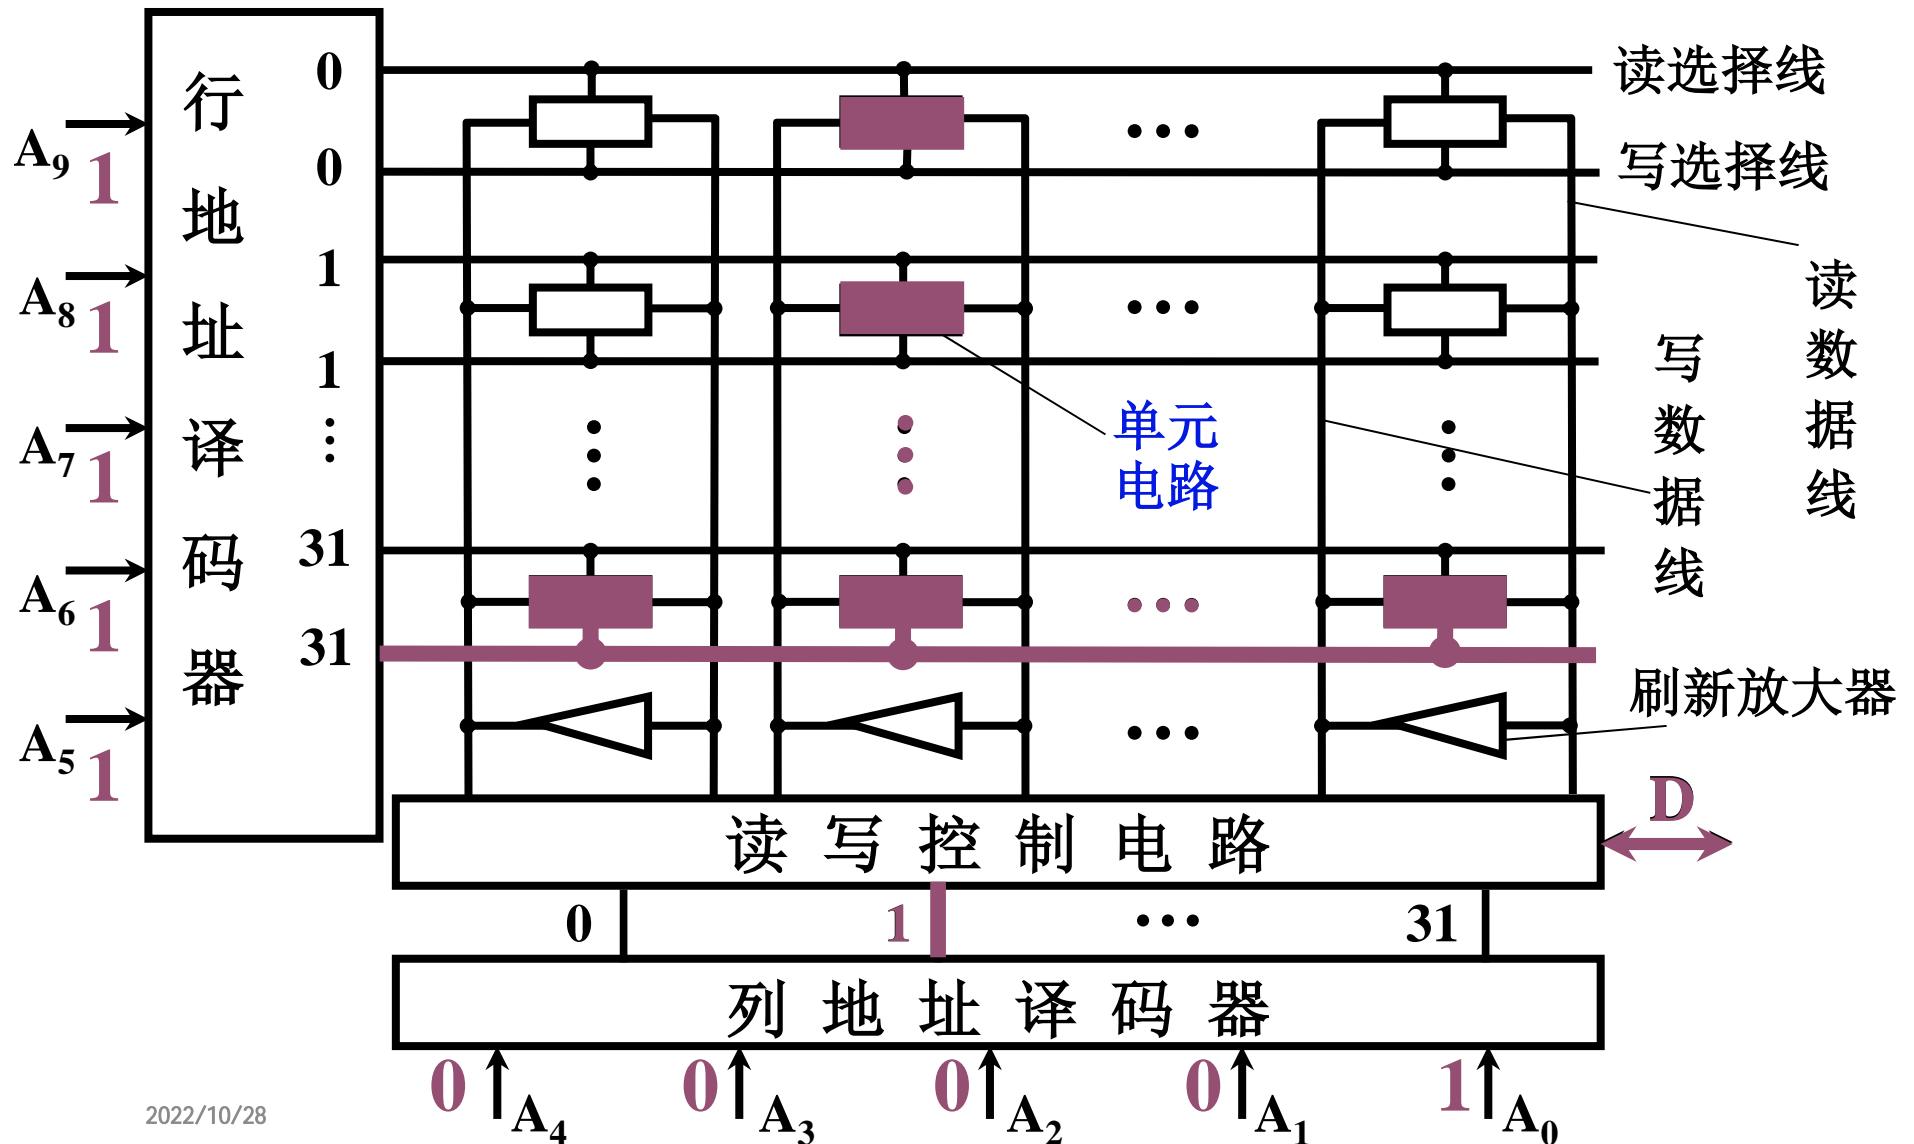 行地址译码器
0
读选择线
A9 1
0
写选择线
1
A8 1
读数据线
1
写数据线
单元
电路
A7 1
⋮
31
A6 1
31
刷新放大器
A5 1
D
读写控制电路
0 1 … 31
列地址译码器
0 0 0 0 1
A4 A3 A2 A1 A0
2022/10/28